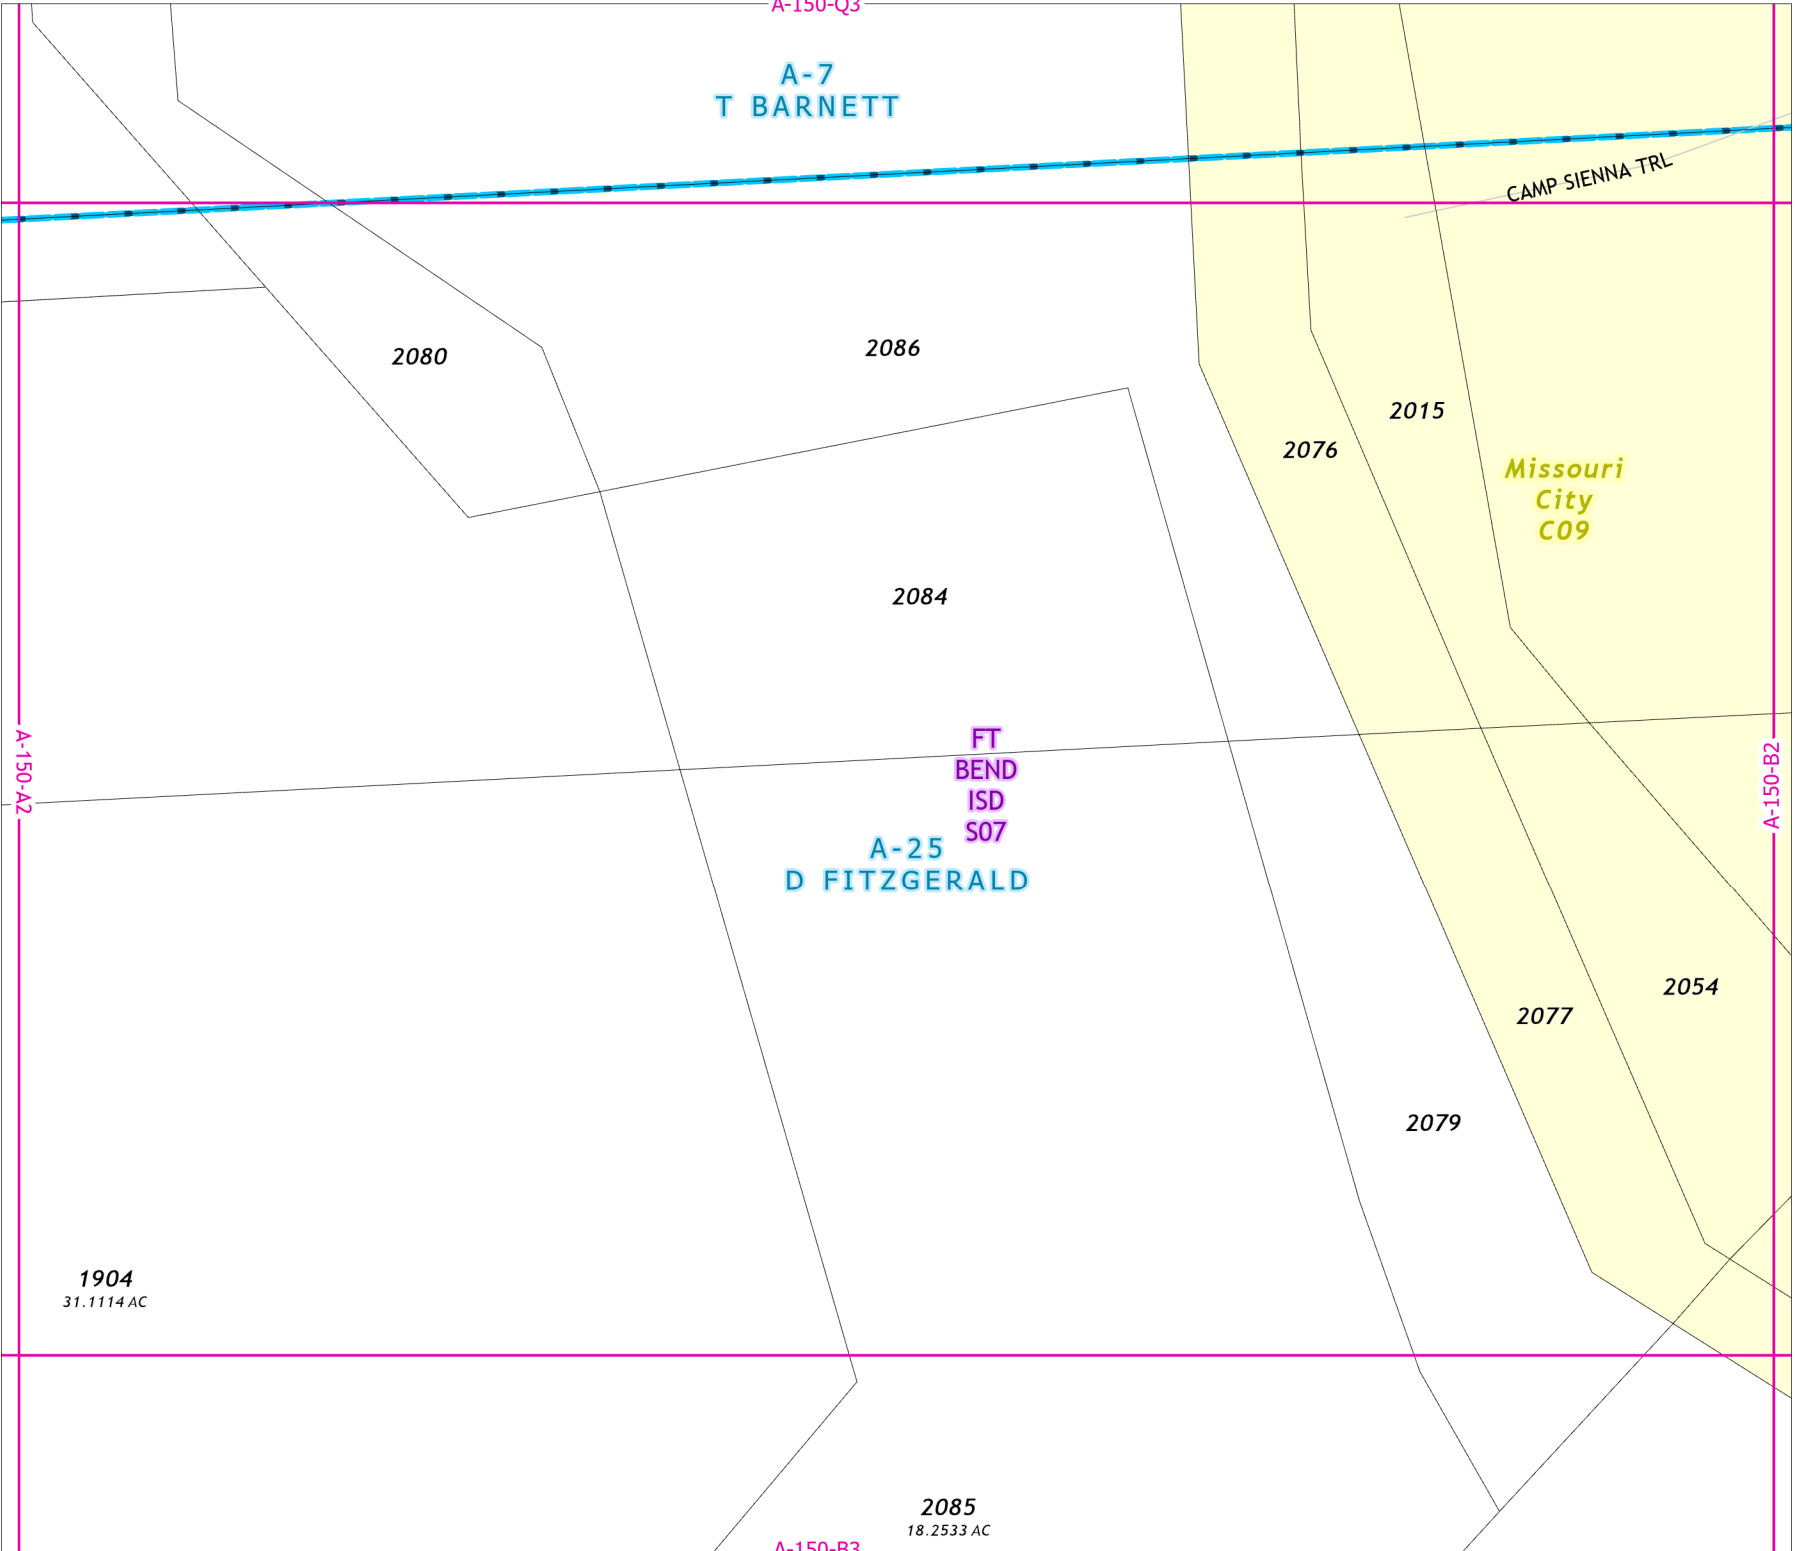 A-150-Q3
A-7
T BARNETT
CAMP SIENNA TRL
2080
2086
2015
2076
Missouri
City
C09
2084
FT
BEND
ISD
S07
A-150-A2
A-150-B2
A-25
D FITZGERALD
2054
2077
2079
1904
31.1114 AC
2085
18.2533 AC
A-150-B3